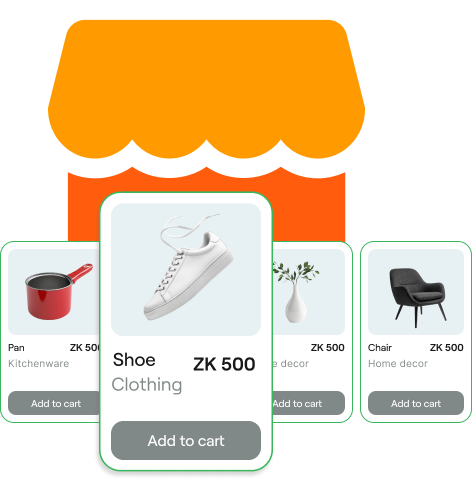 Pan
ZK 500
Kitchenware
Add to cart
Shoe
ZK 500
Clothing
Add to cart
ZK 500
decor
Add to cart
Chair
ZK 500
Home decor
Add to cart